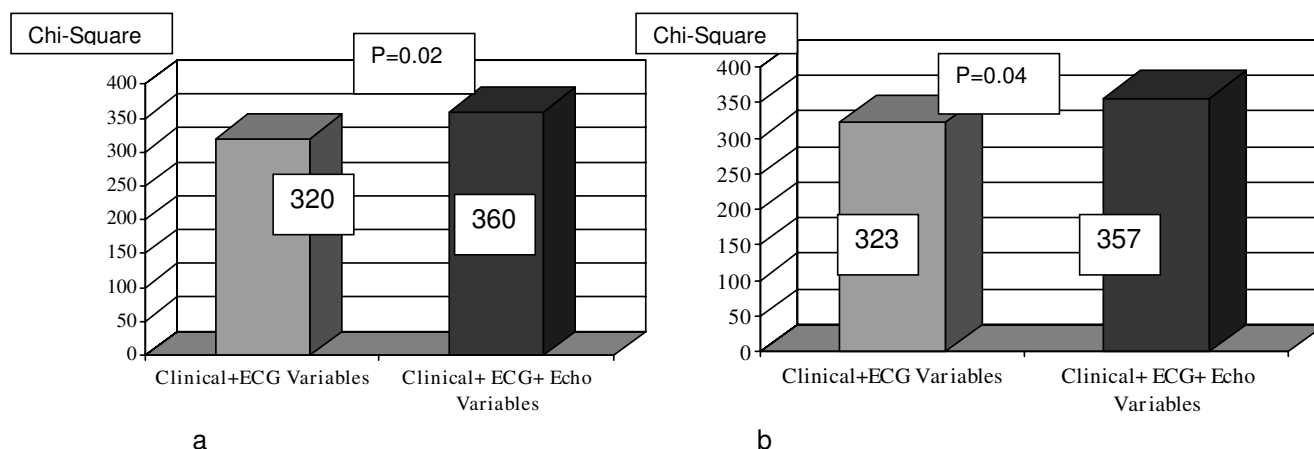 Chi-Square
P=0.02
400
350
300
250
200
150
100
50
0
320
360
Clinical+ECG Variables
Clinical+ ECG+ Echo
Variables
a
Chi-Square
P=0.04
400
350
300
250
200
150
100
50
0
323
357
Clinical+ECG Variables
Clinical+ ECG+ Echo
Variables
b